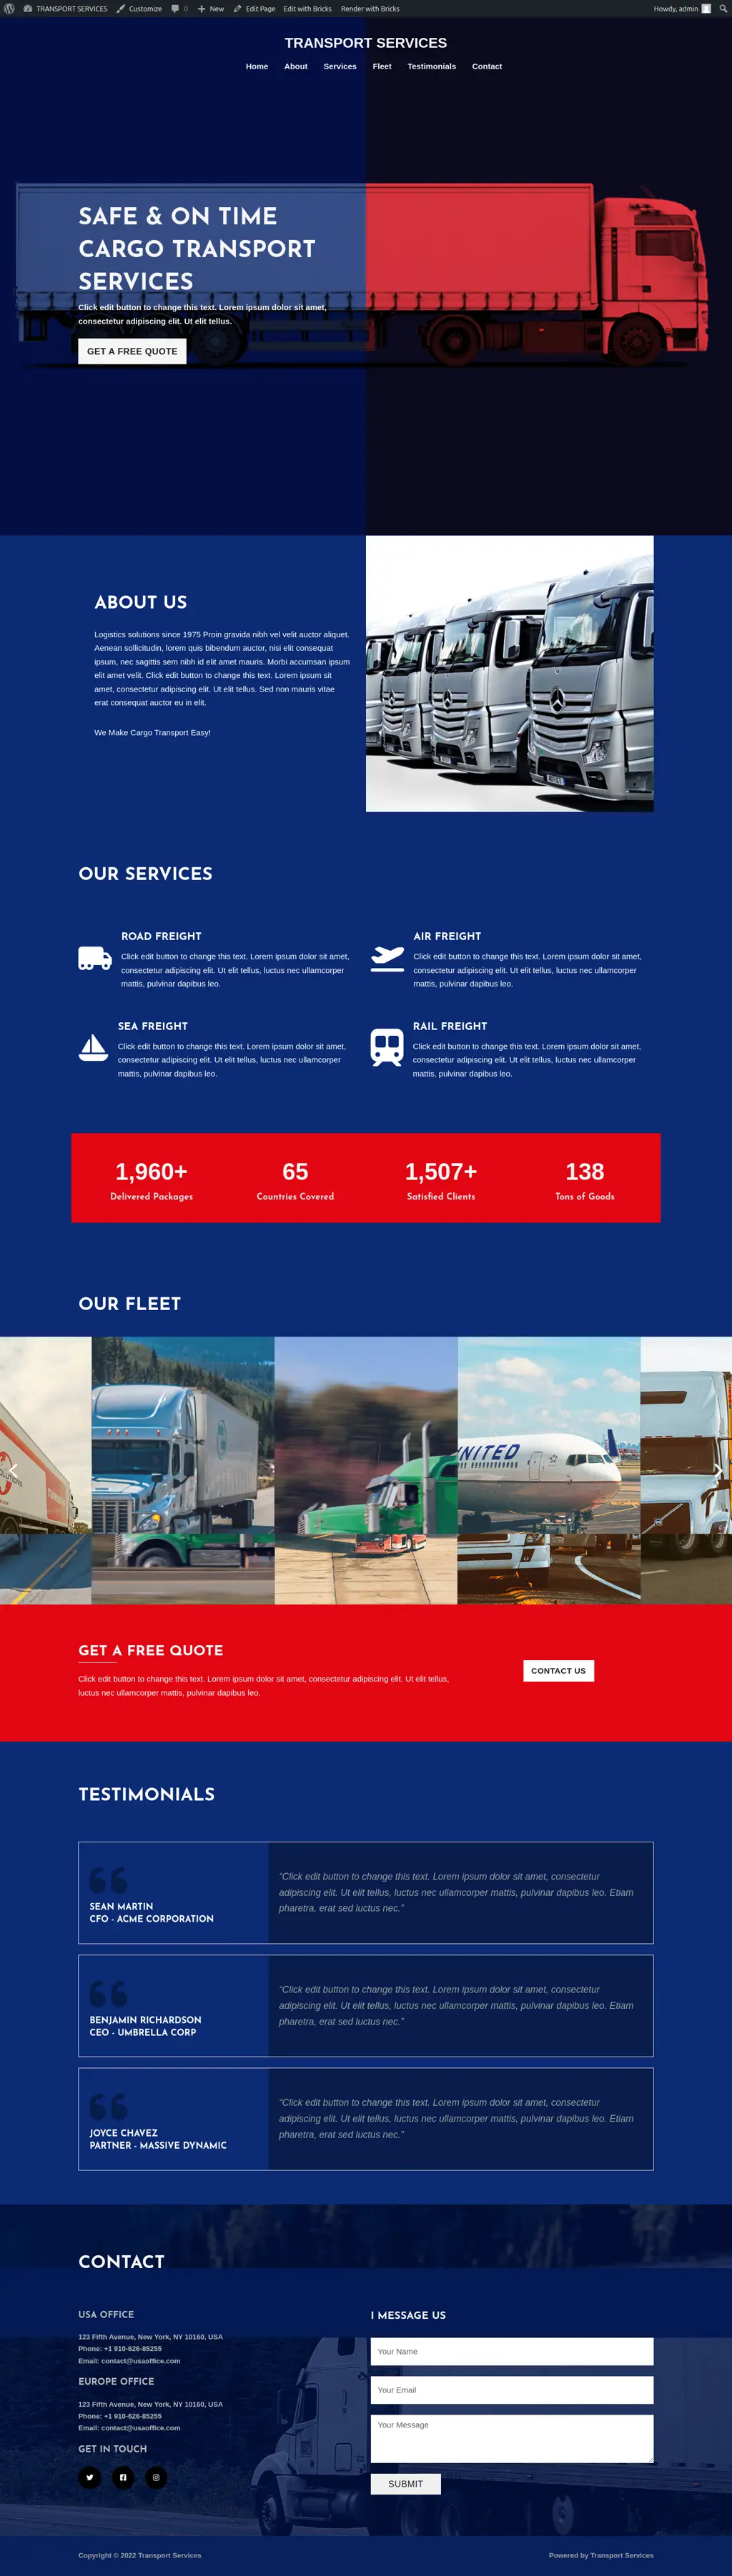 TRANSPORT SERVICES Customize 0 New Edit Page Edit with Bricks Render with Bricks Howdy, admin
TRANSPORT SERVICES
Home About Services Fleet Testimonials Contact
SAFE & ON TIME
CARGO TRANSPORT
SERVICES
Click edit button to change this text. Lorem ipsum dolor sit amet,
consectetur adipiscing elit. Ut elit tellus.
GET A FREE QUOTE
ABOUT US
Logistics solutions since 1975 Proin gravida nibh vel velit auctor aliquet.
Aenean sollicitudin, lorem quis bibendum auctor, nisi elit consequat
ipsum, nec sagittis sem nibh id elit amet mauris. Morbi accumsan ipsum
elit amet velit. Click edit button to change this text. Lorem ipsum sit
amet, consectetur adipiscing elit. Ut elit tellus. Sed non mauris vitae
erat consequat auctor eu in elit.
We Make Cargo Transport Easy!
OUR SERVICES
ROAD FREIGHT
Click edit button to change this text. Lorem ipsum dolor sit amet,
consectetur adipiscing elit. Ut elit tellus, luctus nec ullamcorper
mattis, pulvinar dapibus leo.
AIR FREIGHT
Click edit button to change this text. Lorem ipsum dolor sit amet,
consectetur adipiscing elit. Ut elit tellus, luctus nec ullamcorper
mattis, pulvinar dapibus leo.
SEA FREIGHT
Click edit button to change this text. Lorem ipsum dolor sit amet,
consectetur adipiscing elit. Ut elit tellus, luctus nec ullamcorper
mattis, pulvinar dapibus leo.
RAIL FREIGHT
Click edit button to change this text. Lorem ipsum dolor sit amet,
consectetur adipiscing elit. Ut elit tellus, luctus nec ullamcorper
mattis, pulvinar dapibus leo.
1,960+ 65 1,507+ 138
Delivered Packages Countries Covered Satisfied Clients Tons of Goods
OUR FLEET
NITED
GET A FREE QUOTE
Click edit button to change this text. Lorem ipsum dolor sit amet, consectetur adipiscing elit. Ut elit tellus,
luctus nec ullamcorper mattis, pulvinar dapibus leo.
CONTACT US
TESTIMONIALS
SEAN MARTIN
CFO - ACME CORPORATION
“Click edit button to change this text. Lorem ipsum dolor sit amet, consectetur
adipiscing elit. Ut elit tellus, luctus nec ullamcorper mattis, pulvinar dapibus leo. Etiam
pharetra, erat sed luctus nec.”
BENJAMIN RICHARDSON
CEO - UMBRELLA CORP
“Click edit button to change this text. Lorem ipsum dolor sit amet, consectetur
adipiscing elit. Ut elit tellus, luctus nec ullamcorper mattis, pulvinar dapibus leo. Etiam
pharetra, erat sed luctus nec.”
JOYCE CHAVEZ
PARTNER - MASSIVE DYNAMIC
“Click edit button to change this text. Lorem ipsum dolor sit amet, consectetur
adipiscing elit. Ut elit tellus, luctus nec ullamcorper mattis, pulvinar dapibus leo. Etiam
pharetra, erat sed luctus nec.”
CONTACT
USA OFFICE
123 Fifth Avenue, New York, NY 10160, USA
Phone: +1 910-626-85255
Email: contact@usaoffice.com
EUROPE OFFICE
123 Fifth Avenue, New York, NY 10160, USA
Phone: +1 910-626-85255
Email: contact@usaoffice.com
GET IN TOUCH
I MESSAGE US
Your Name
Your Email
Your Message
SUBMIT
Copyright © 2022 Transport Services
Powered by Transport Services